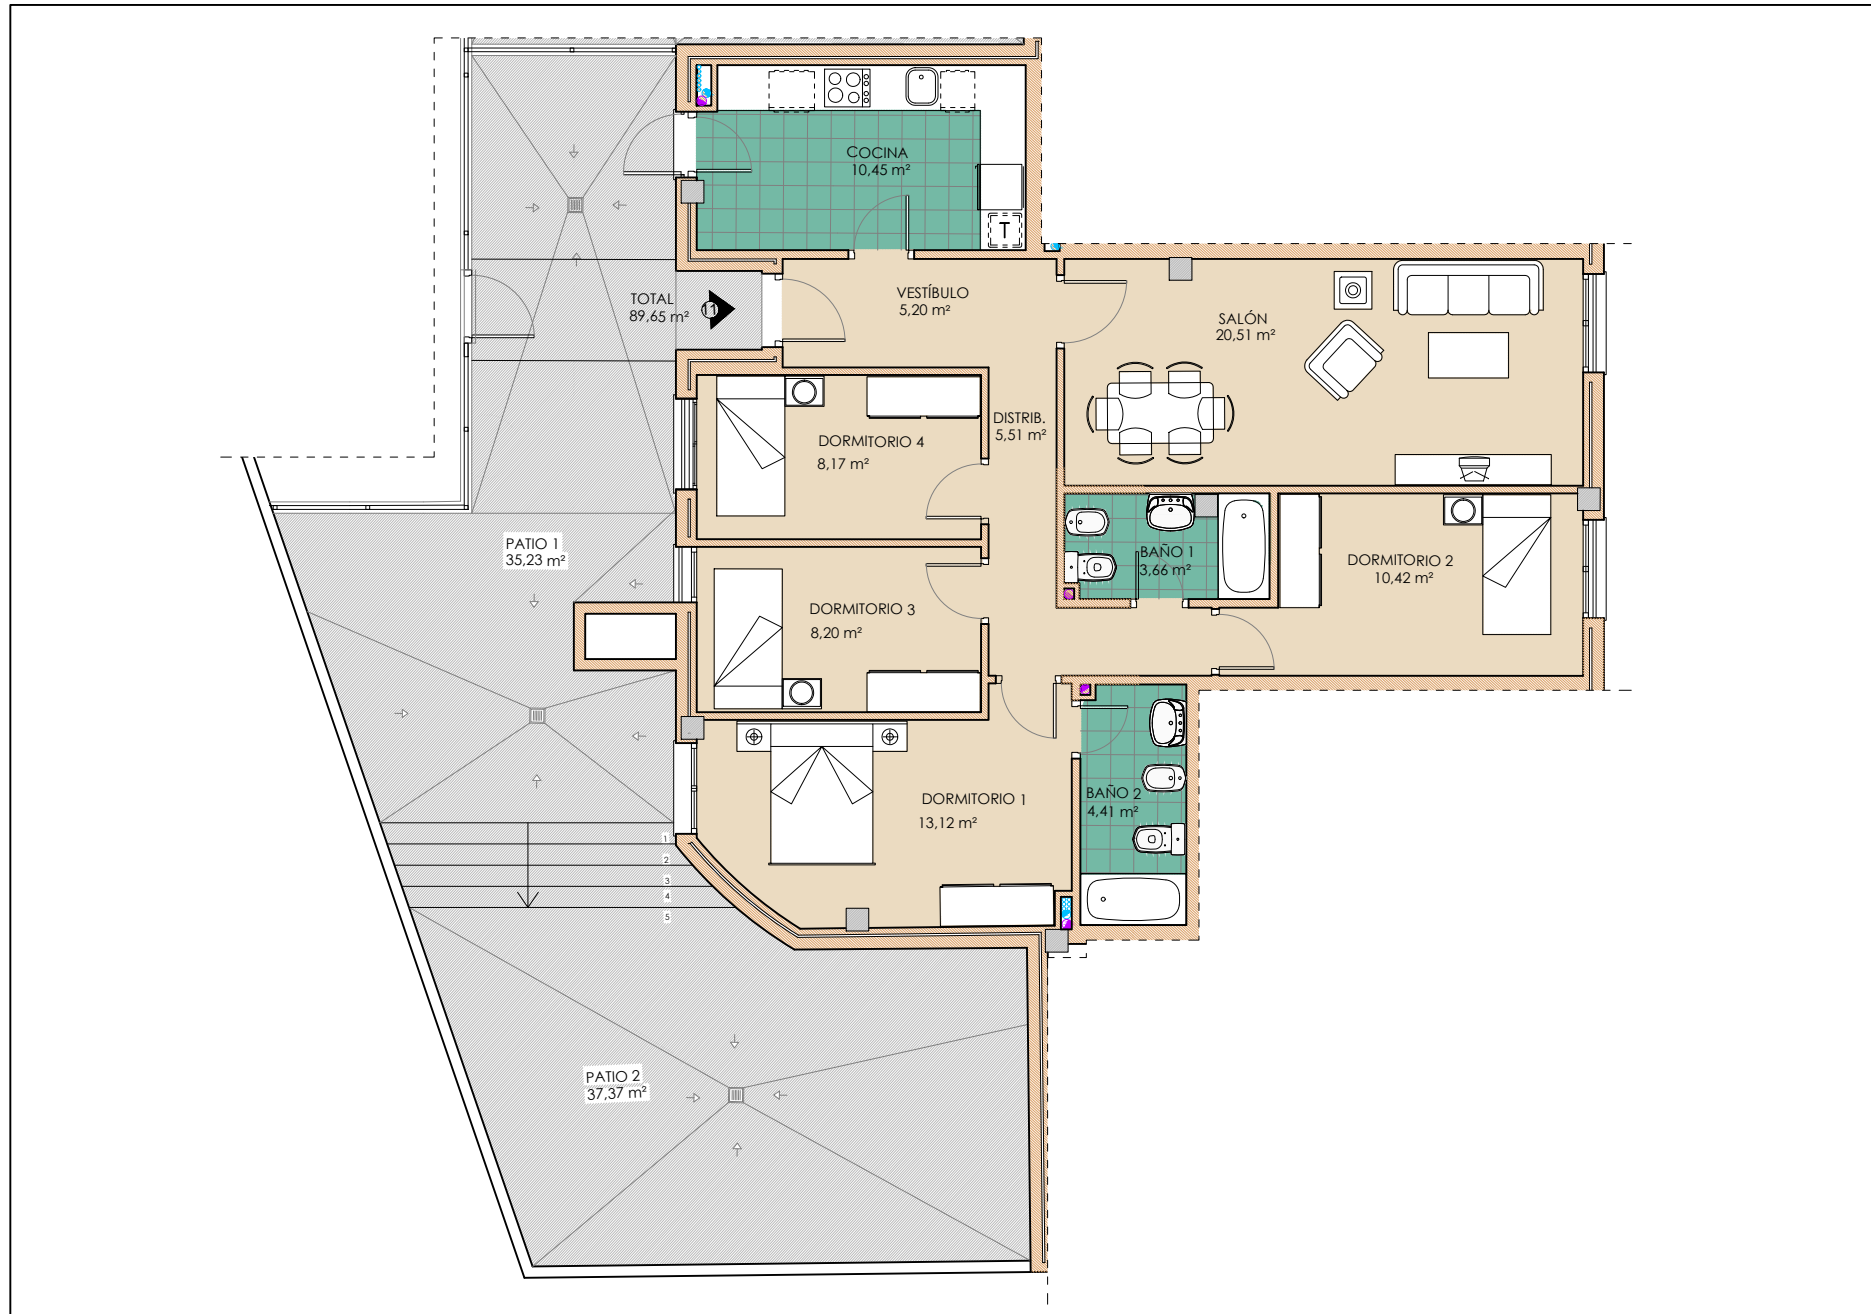 COCINA
10,45 m²
T
TOTAL
89,65 m²
11
VESTÍBULO
5,20 m²
SALÓN
20,51 m²
DISTRIB.
5,51 m²
DORMITORIO 4
8,17 m²
PATIO 1
35,23 m²
BAÑO 1
3,66 m²
DORMITORIO 2
10,42 m²
DORMITORIO 3
8,20 m²
DORMITORIO 1
13,12 m²
BAÑO 2
4,41 m²
1
2
3
4
5
PATIO 2
37,37 m²